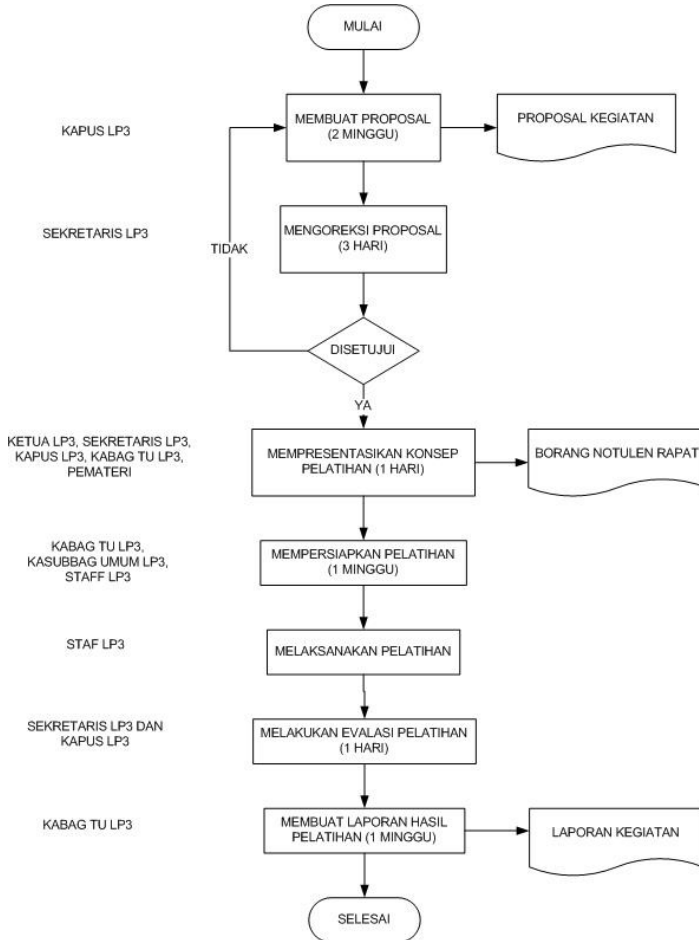 MULAI
KAPUS LP3
MEMBUAT PROPOSAL
(2 MINGGU)
PROPOSAL KEGIATAN
SEKRETARIS LP3
MENGOREKSI PROPOSAL
(3 HARI)
TIDAK
DISETUJUI
YA
KETUA LP3, SEKRETARIS LP3,
KAPUS LP3, KABAG TU LP3,
PEMATERI
MEMPRESENTASIKAN KONSEP
PELATIHAN (1 HARI)
BORANG NOTULEN RAPAT
KABAG TU LP3,
KASUBBAG UMUM LP3,
STAFF LP3
MEMPERSIAPKAN PELATIHAN
(1 MINGGU)
STAF LP3
MELAKSANAKAN PELATIHAN
SEKRETARIS LP3 DAN
KAPUS LP3
MELAKUKAN EVALASI PELATIHAN
(1 HARI)
KABAG TU LP3
MEMBUAT LAPORAN HASIL
PELATIHAN (1 MINGGU)
LAPORAN KEGIATAN
SELESAI